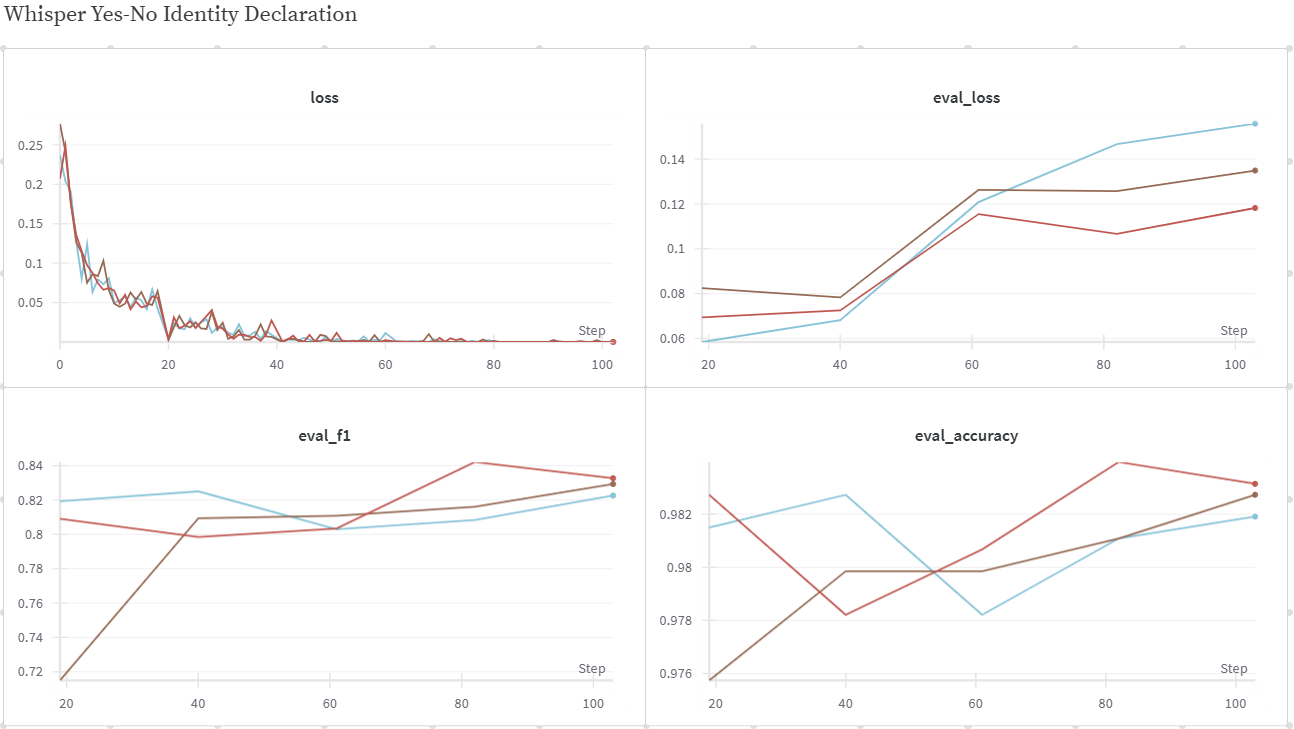 Whisper Yes-No Identity Declaration
loss
0.25
0.2
0.15
0.1
0.05
Step
0 20 40 60 80 100
eval_loss
0.14
0.12
0.1
0.08
0.06
Step
20 40 60 80 100
eval_f1
0.84
0.82
0.8
0.78
0.76
0.74
0.72
Step
20 40 60 80 100
eval_accuracy
0.982
0.98
0.978
0.976
Step
20 40 60 80 100